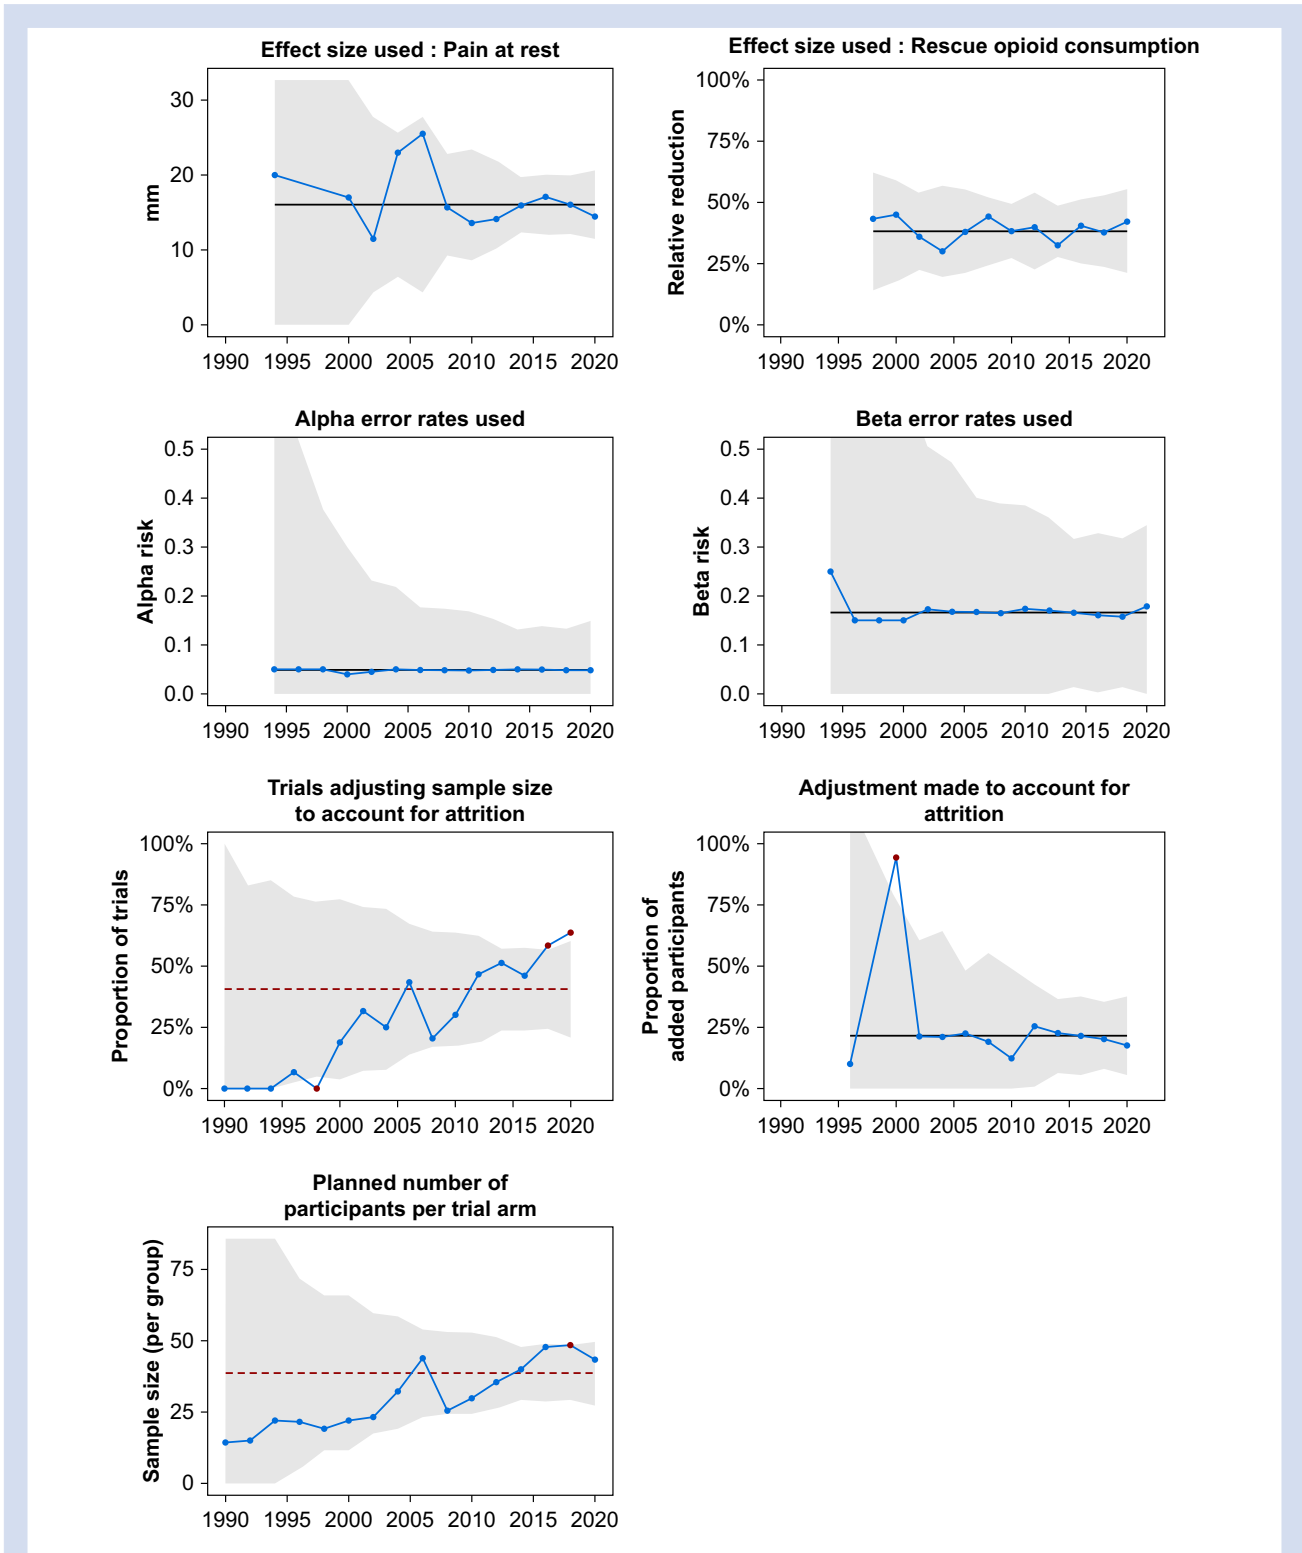 Effect size used : Pain at rest
mm
30
20
10
0
1990 1995 2000 2005 2010 2015 2020
Effect size used : Rescue opioid consumption
Relative reduction
100%
75%
50%
25%
0%
1990 1995 2000 2005 2010 2015 2020
Alpha error rates used
Alpha risk
0.5
0.4
0.3
0.2
0.1
0.0
1990 1995 2000 2005 2010 2015 2020
Beta error rates used
Beta risk
0.5
0.4
0.3
0.2
0.1
0.0
1990 1995 2000 2005 2010 2015 2020
Trials adjusting sample size
to account for attrition
Proportion of trials
100%
75%
50%
25%
0%
1990 1995 2000 2005 2010 2015 2020
Adjustment made to account for
attrition
Proportion of
added participants
100%
75%
50%
25%
0%
1990 1995 2000 2005 2010 2015 2020
Planned number of
participants per trial arm
Sample size (per group)
75
50
25
0
1990 1995 2000 2005 2010 2015 2020